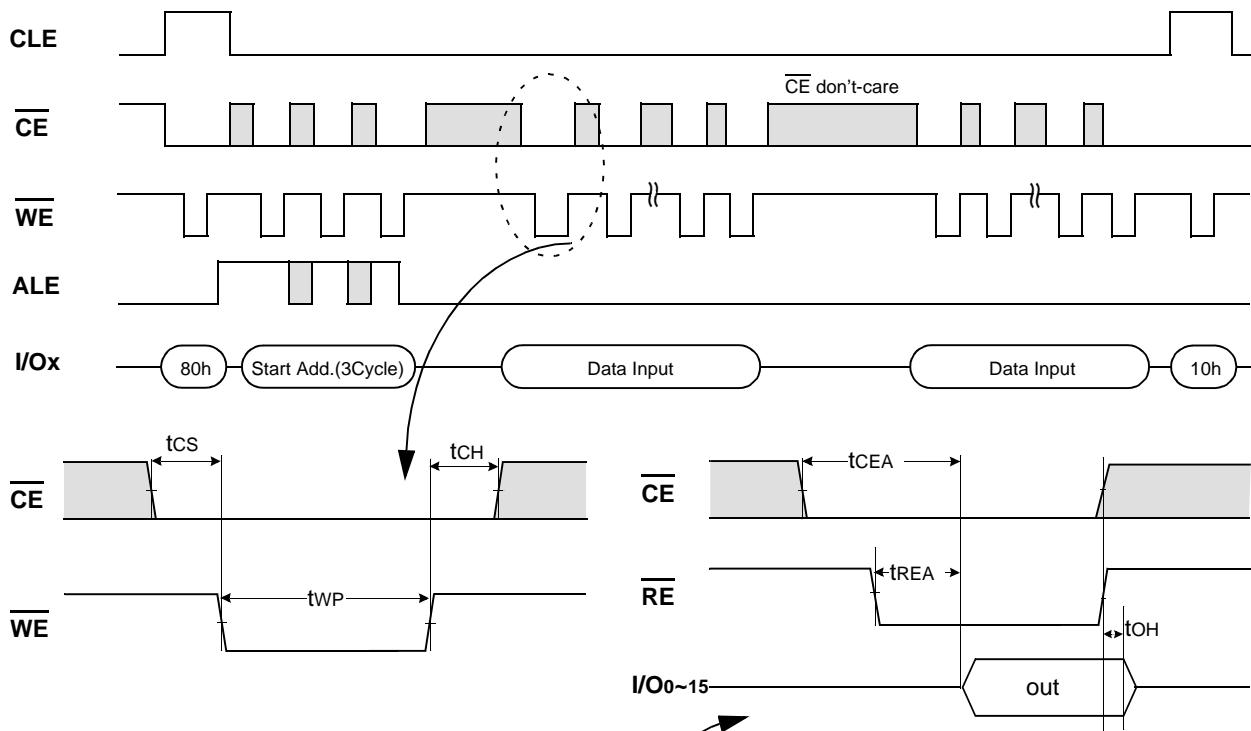 CLE
CE don't-care
CE
WE
ALE
I/Ox
80h
Start Add.(3Cycle)
Data Input
Data Input
10h
tCS
tCH
CE
tWP
WE
tCEA
CE
tREA
RE
tOH
I/O0~15
out